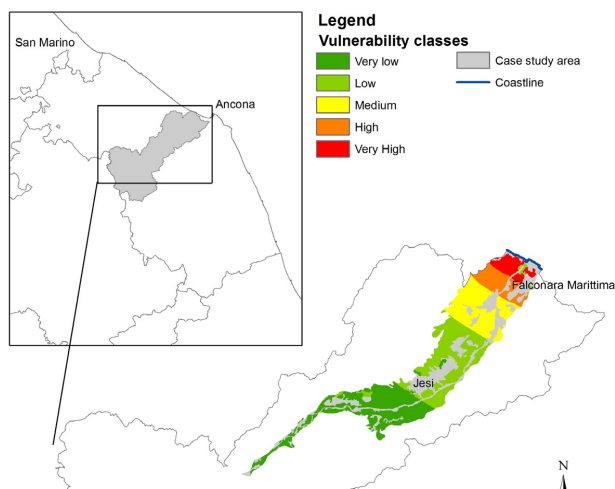 San Marino
Ancona
Legend
Vulnerability classes
Very low
Low
Medium
High
Very High
Case study area
Coastline
Falconara Marittima
Jesi
N